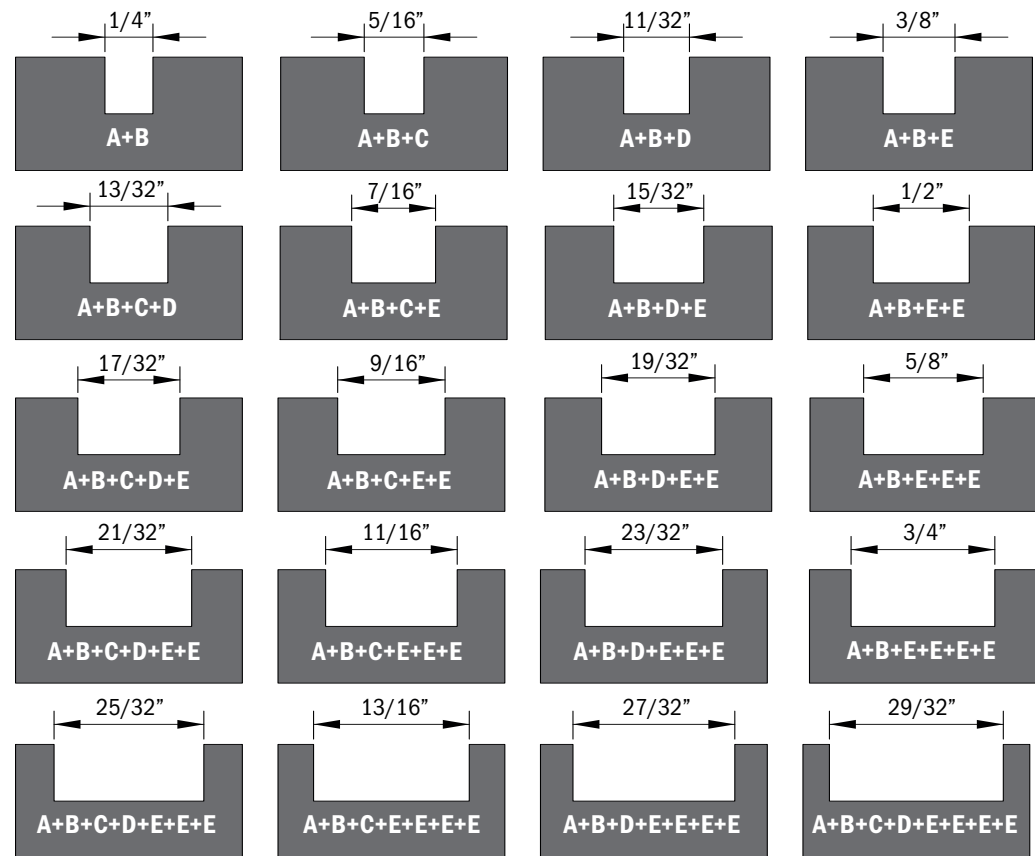 1/4” 5/16” 11/32” 3/8”
A+B A+B+C A+B+D A+B+E
13/32” 7/16” 15/32” 1/2”
A+B+C+D A+B+C+E A+B+D+E A+B+E+E
17/32” 9/16” 19/32” 5/8”
A+B+C+D+E A+B+C+E+E A+B+D+E+E A+B+E+E+E
21/32” 11/16” 23/32” 3/4”
A+B+C+D+E+E A+B+C+E+E+E A+B+D+E+E+E A+B+E+E+E+E
25/32” 13/16” 27/32” 29/32”
A+B+C+D+E+E+E A+B+C+E+E+E+E A+B+D+E+E+E+E A+B+C+D+E+E+E+E